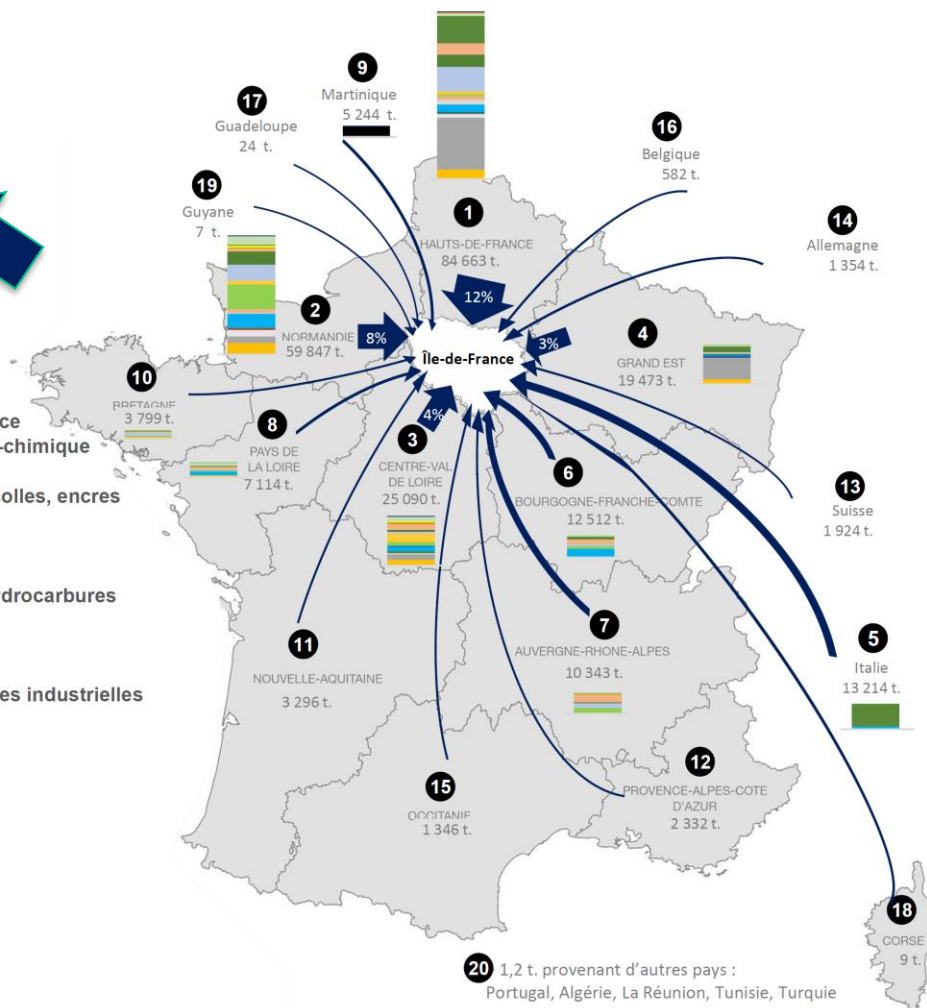 9
Martinique
5 244 t.
17
Guadeloupe
24 t.
16
Belgique
582 t.
19
Guyane
7 t.
14
Allemagne
1 354 t.
1
HAUTS-DE-FRANCE
84 663 t.
12%
2
NORMANDIE
59 847 t.
8%
Île-de-France
3%
4
GRAND EST
19 473 t.
10
BRETAGNE
3 799 t.
8
PAYS DE
LA LOIRE
7 114 t.
4%
3
CENTRE-VAL
DE LOIRE
25 090 t.
6
BOURGOGNE-FRANCHE-COMTE
12 512 t.
13
Suisse
1 924 t.
ce
-chimique
olles, encres
drocarbures
es industrielles
11
NOUVELLE-AQUITAINE
3 296 t.
7
AUVERGNE-RHONE-ALPES
10 343 t.
5
Italie
13 214 t.
12
PROVENCE-ALPES-COTE
D'AZUR
2 332 t.
15
OCCITANIE
1 346 t.
18
CORSE
9 t.
20 1,2 t. provenant d'autres pays :
Portugal, Algérie, La Réunion, Tunisie, Turquie